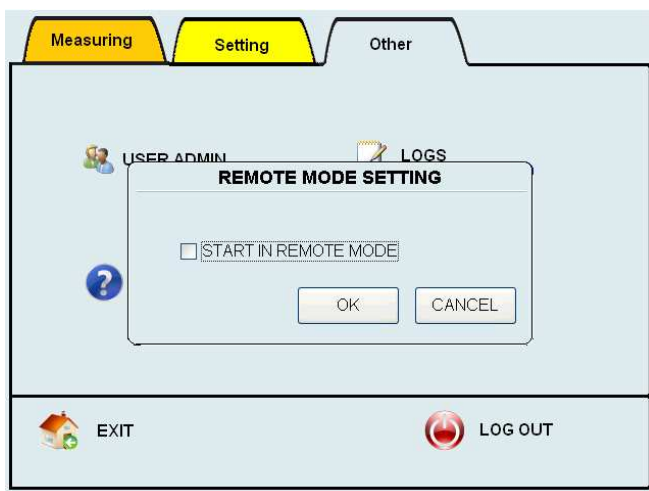 Measuring
Setting
Other
USER ADMIN
LOGS
REMOTE MODE SETTING
START IN REMOTE MODE
OK
CANCEL
EXIT
LOG OUT